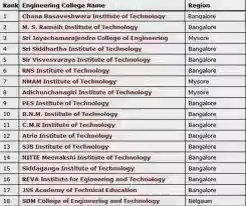 Rank Engineering College Name Region
1 Chana Basaveshwara Institute of Technology Bangalore
2 M. S. Ramaih Institute of Technology Bangalore
3 Sri Jayachamarajendra College of Engineering Mysore
4 Sri Siddhartha Institute of Technology Bangalore
5 Sir Visvesvaraya Institute of Technology Bangalore
6 RNS Institute of Technology Bangalore
7 NMAM Institute of Technology Mysore
8 Adichunchanagiri Institute of Technology Mysore
9 PES Institute of Technology Bangalore
10 B.N.M. Institute of Technology Bangalore
11 C.M.R Institute of Technology Bangalore
12 Atria Institute of Technology Bangalore
13 SJB Institute of Technology Bangalore
14 NITTE Meenakshi Institute of Technology Bangalore
15 Siddaganga Institute of Technology Bangalore
16 REVA Institute for Egineering and Technology Bangalore
17 JSS Academy of Technical Education Bangalore
18 SDM College of Engineering and Technology Belgaum